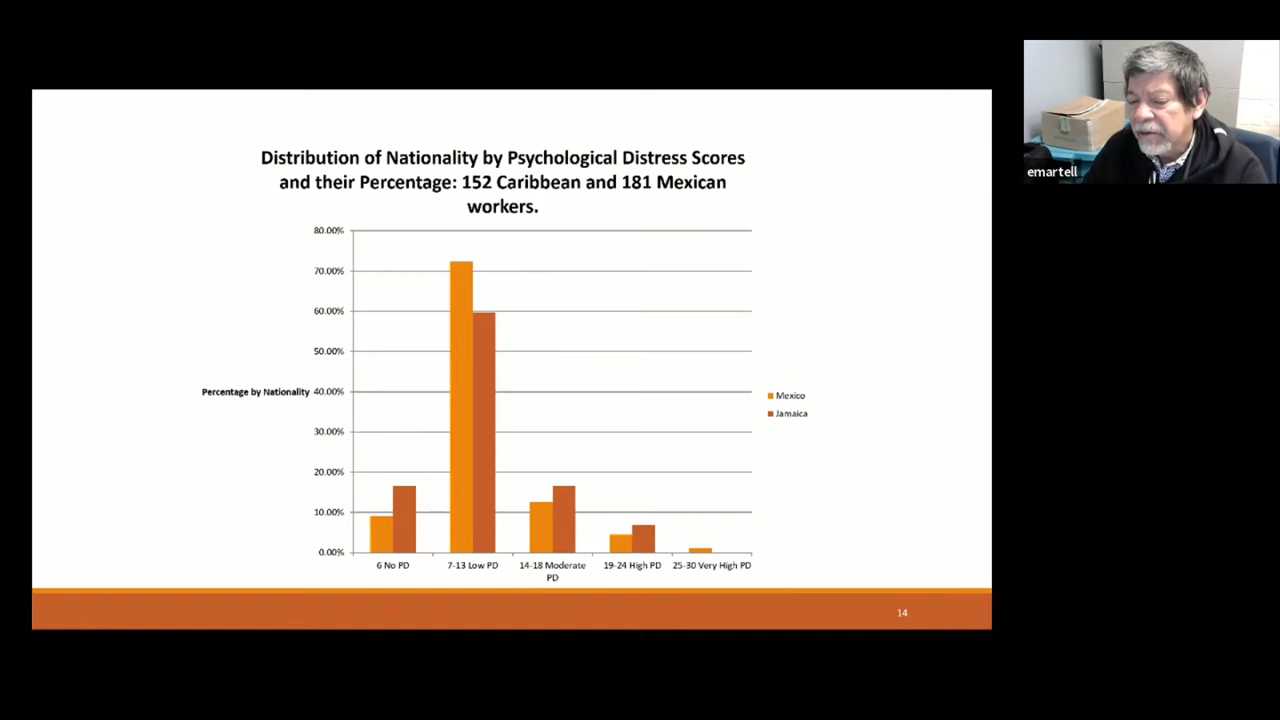 Distribution of Nationality by Psychological Distress Scores
and their Percentage: 152 Caribbean and 181 Mexican
workers.
80.00%
70.00%
60.00%
50.00%
Percentage by Nationality 40.00%
30.00%
20.00%
10.00%
0.00%
6 No PD
7-13 Low PD
14-18 Moderate
PD
19-24 High PD
25-30 Very High PD
Mexico
Jamaica
14
emartell